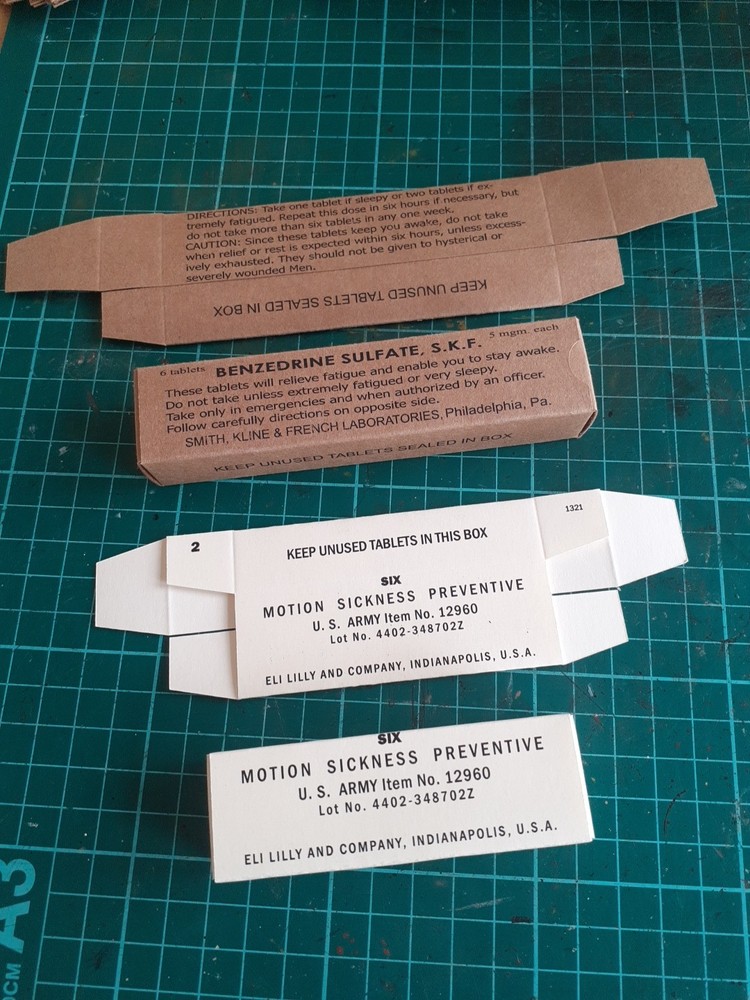 DIRECTIONS: Take one tablet if sleepy or two tablets if ex-
tremely fatigued. Repeat this dose in six hours if necessary, but
do not take more than six tablets in any one week.
CAUTION: Since these tablets keep you awake, do not take
when relief or rest is expected within six hours, unless excess-
ively exhausted. They should not be given to hysterical or
severely wounded Men.
KEEP UNUSED TABLETS SEALED IN BOX
6 tablets BENZEDRINE SULFATE, S.K.F. 5 mgm. each
These tablets will relieve fatigue and enable you to stay awake.
Do not take unless extremely fatigued or very sleepy.
Take only in emergencies and when authorized by an officer.
Follow carefully directions on opposite side.
SMITH, KLINE & FRENCH LABORATORIES, Philadelphia, Pa.
KEEP UNUSED TABLETS SEALED IN BOX
2
KEEP UNUSED TABLETS IN THIS BOX
1321
SIX
MOTION SICKNESS PREVENTIVE
U. S. ARMY Item No. 12960
Lot No. 4402-348702Z
ELI LILLY AND COMPANY, INDIANAPOLIS, U.S.A.
SIX
MOTION SICKNESS PREVENTIVE
U. S. ARMY Item No. 12960
Lot No. 4402-348702Z
ELI LILLY AND COMPANY, INDIANAPOLIS, U.S.A.
A3
0CM